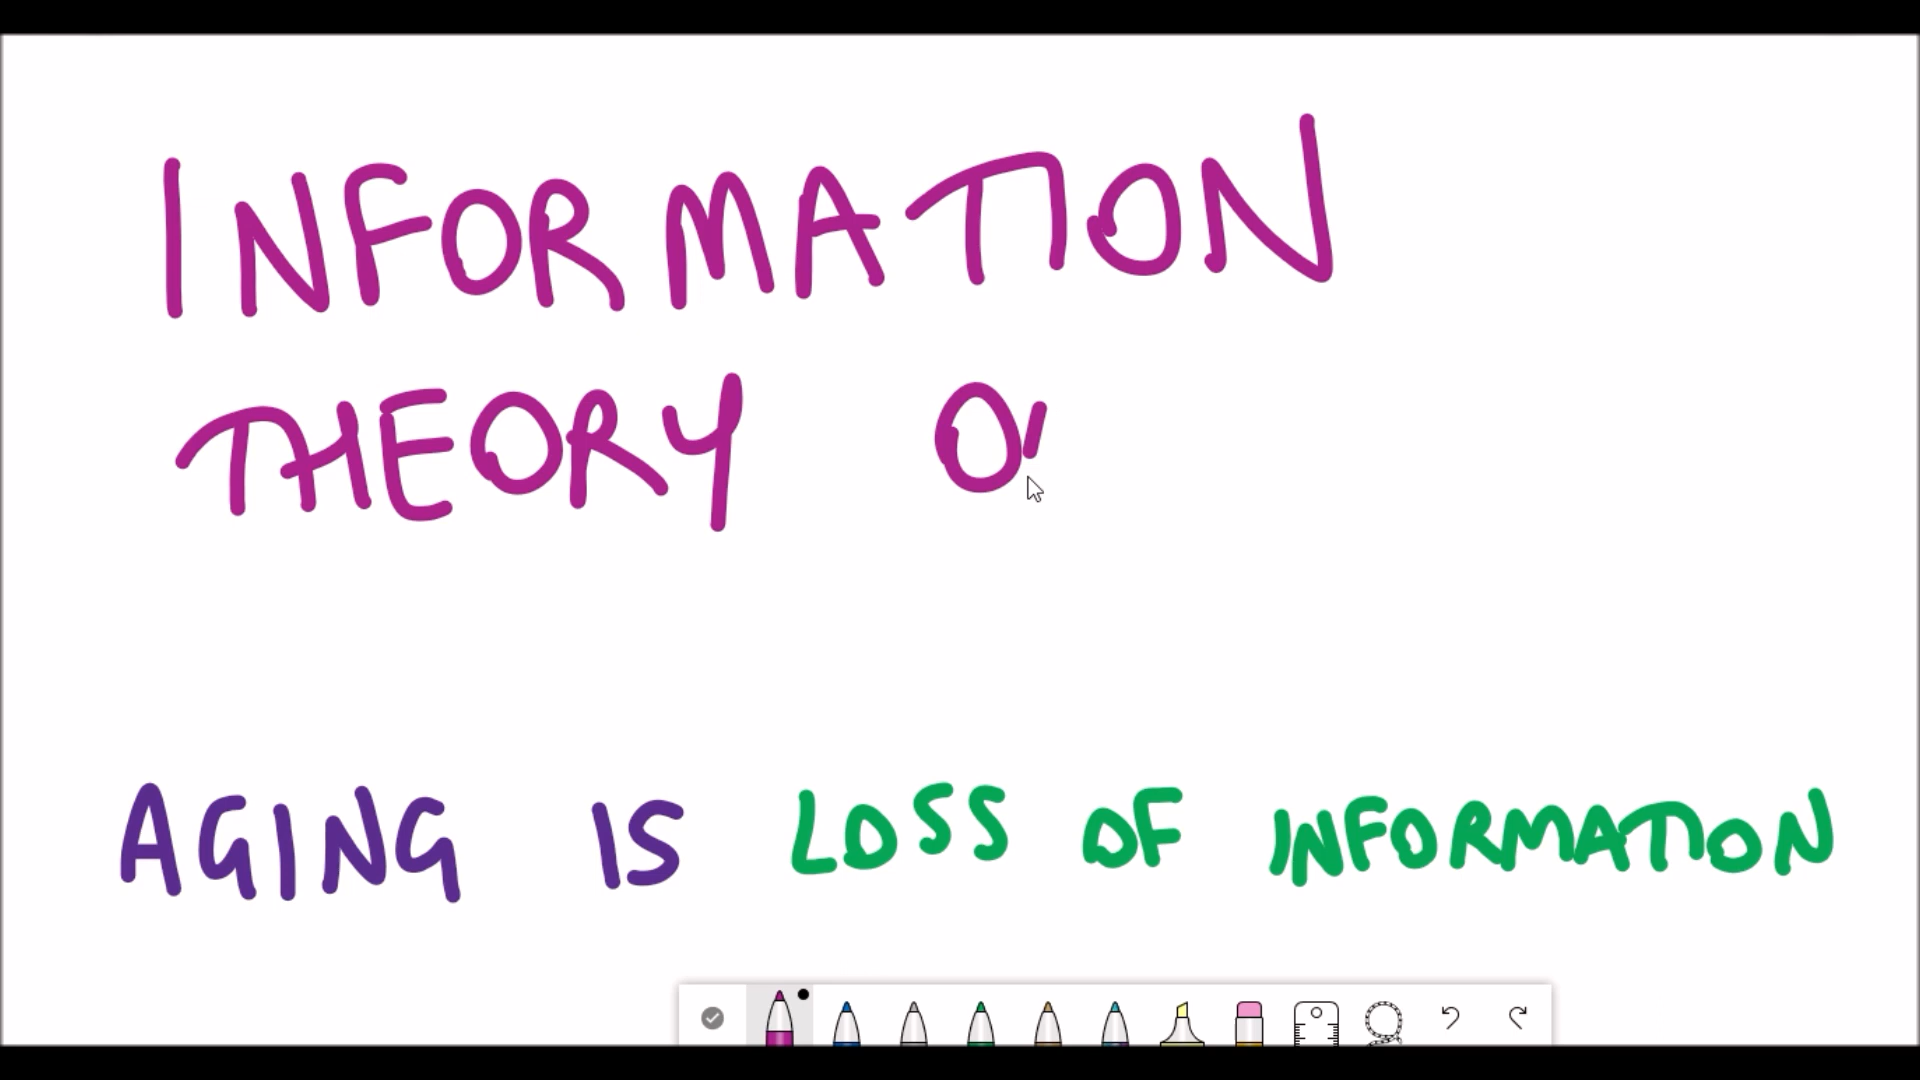 INFORMATION
THEORY O
AGING IS LOSS OF INFORMATION